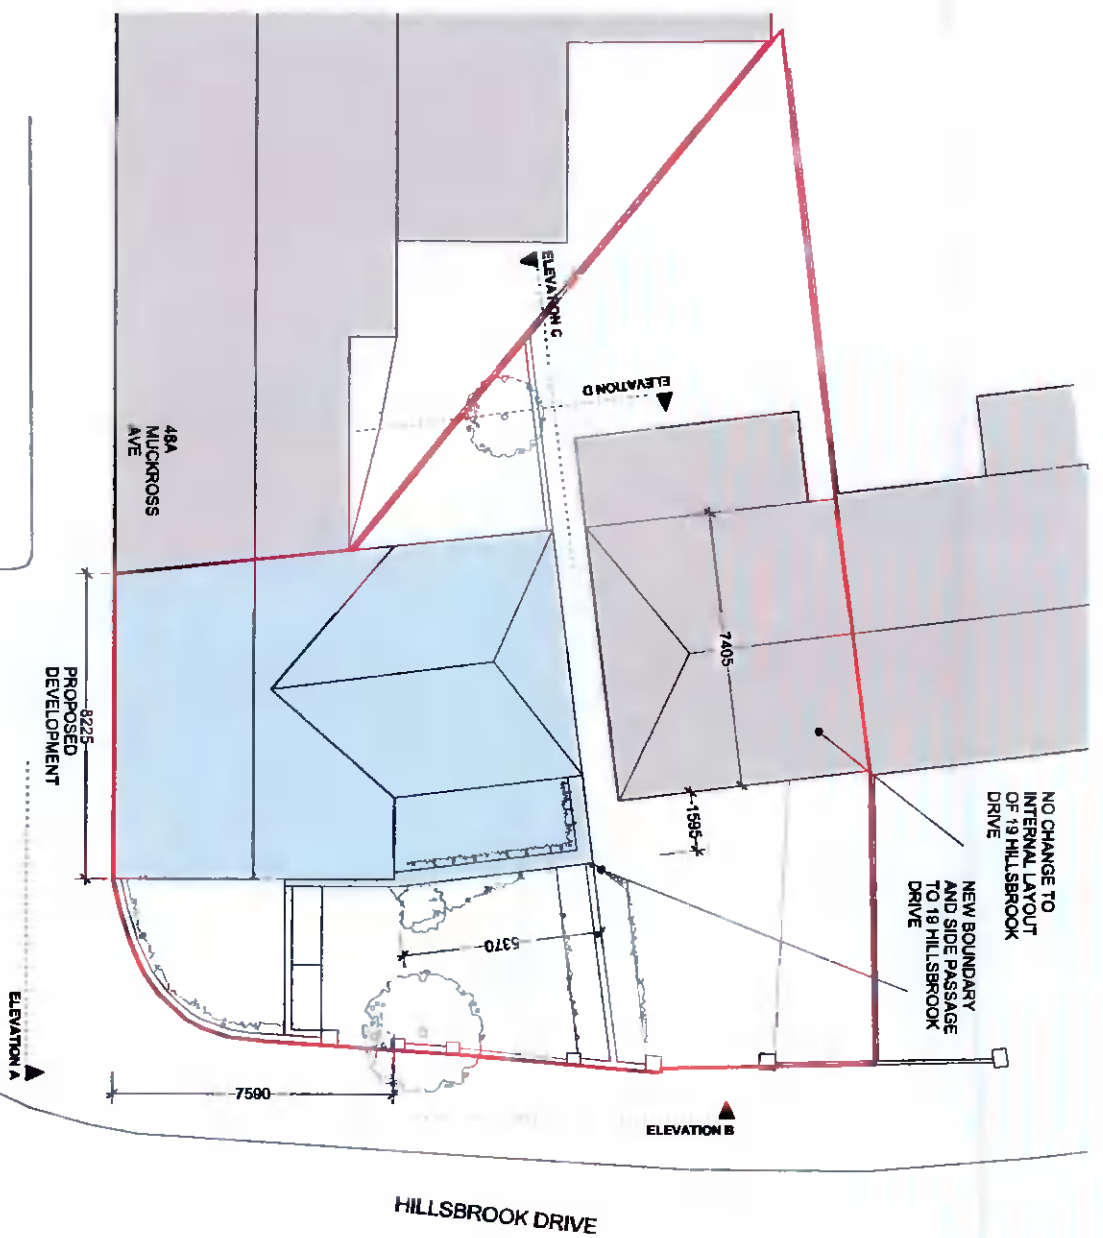 ELEVATION C
ELEVATION D
48A
MUCKROSS
AVE
7405
8225
PROPOSED
DEVELOPMENT
1595
NO CHANGE TO
INTERNAL LAYOUT
OF 19 HILLSBROOK
DRIVE
NEW BOUNDARY
AND SIDE PASSAGE
TO 19 HILLSBROOK
DRIVE
5370
ELEVATION A
7590
ELEVATION B
HILLSBROOK DRIVE